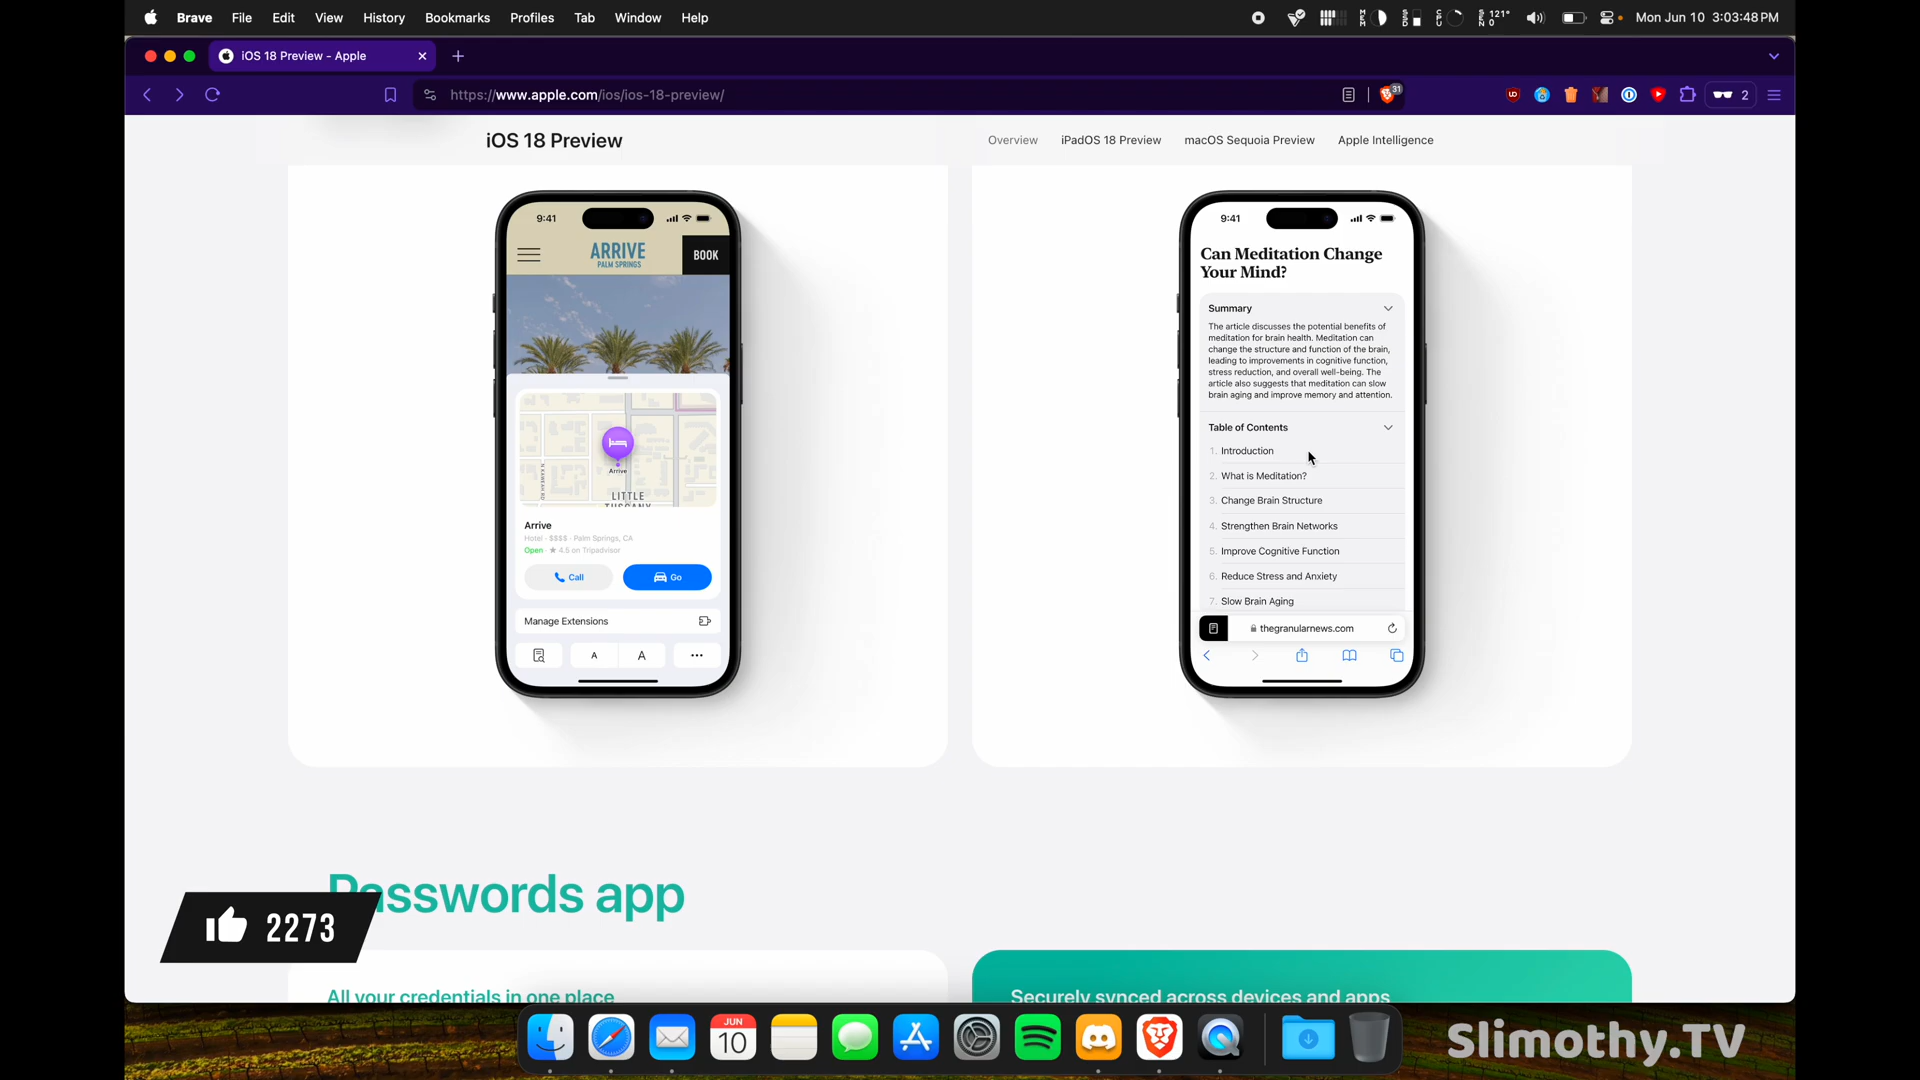 Brave File Edit View History Bookmarks Profiles Tab Window Help
121° Mon Jun 10 3:03:48 PM
iOS 18 Preview - Apple
https://www.apple.com/ios/ios-18-preview/
31
2
iOS 18 Preview
Overview iPadOS 18 Preview macOS Sequoia Preview Apple Intelligence
9:41
ARRIVE
PALM SPRINGS
BOOK
Arrive
LITTLE
TUSCANY
Arrive
Hotel · $$$$ · Palm Springs, CA
Open · ★ 4.5 on Tripadvisor
Call
Go
Manage Extensions
A A
9:41
Can Meditation Change
Your Mind?
Summary
The article discusses the potential benefits of
meditation for brain health. Meditation can
change the structure and function of the brain,
leading to improvements in cognitive function,
stress reduction, and overall well-being. The
article also suggests that meditation can slow
brain aging and improve memory and attention.
Table of Contents
1. Introduction
2. What is Meditation?
3. Change Brain Structure
4. Strengthen Brain Networks
5. Improve Cognitive Function
6. Reduce Stress and Anxiety
7. Slow Brain Aging
thegranularnews.com
Passwords app
2273
All your credentials in one place
Securely synced across devices and apps
JUN
10
Slimothy.TV